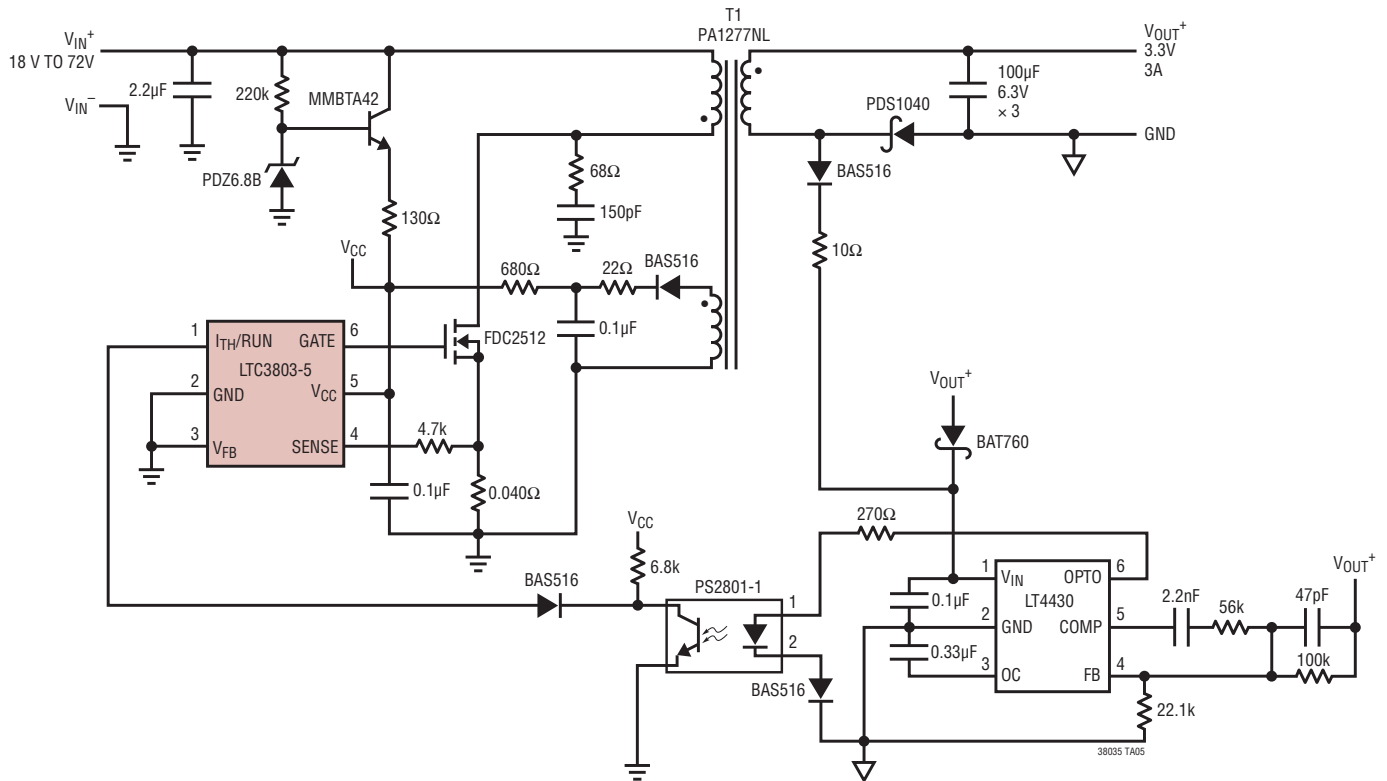 T1
PA1277NL
V_IN^+
18 V TO 72V
V_OUT^+
3.3V
3A
2.2µF
220k
MMBTA42
100µF
6.3V
× 3
V_IN^−
PDS1040
GND
PDZ6.8B
68Ω
BAS516
150pF
130Ω
10Ω
V_CC
680Ω
22Ω
BAS516
1
I_TH/RUN
GATE
6
FDC2512
0.1µF
LTC3803-5
2
GND
V_CC
5
V_OUT^+
3
V_FB
SENSE
4
4.7k
BAT760
0.1µF
0.040Ω
V_CC
270Ω
6.8k
BAS516
PS2801-1
1
2
BAS516
1
V_IN
OPTO
6
LT4430
0.1µF
2
GND
COMP
5
2.2nF
56k
47pF
V_OUT^+
0.33µF
3
OC
FB
4
100k
22.1k
38035 TA05